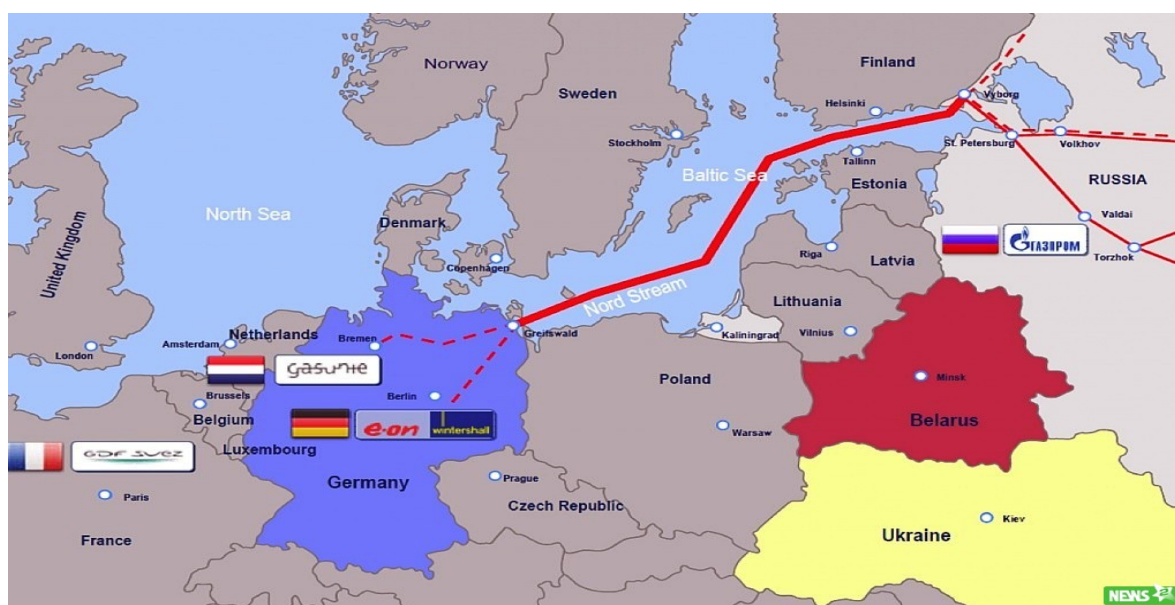 Norway
Finland
Sweden
Vyborg
Helsinki
Stockholm
St. Petersburg
Volkhov
Tallinn
Baltic Sea
Estonia
RUSSIA
North Sea
Denmark
Valdai
ГАЗПРОМ
Torzhok
United Kingdom
Copenhagen
Riga
Latvia
Nord Stream
Lithuania
Greifswald
Kaliningrad
Vilnius
Netherlands
Bremen
Amsterdam
London
gasunie
Poland
Minsk
Brussels
Berlin
Belgium
e·on
wintershall
Belarus
Warsaw
Luxembourg
GDF SUEZ
Germany
Prague
Paris
Czech Republic
Kiev
France
Ukraine
NEWS